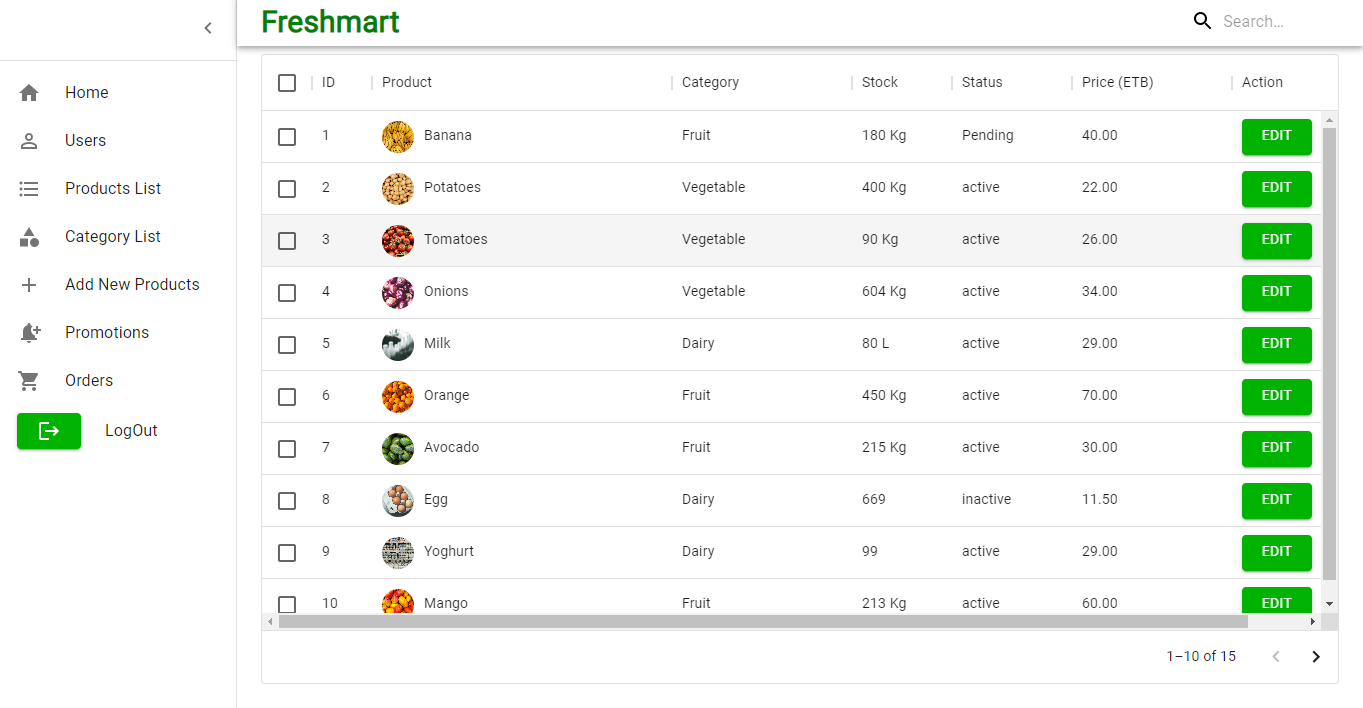 Freshmart
Search...
Home
Users
Products List
Category List
Add New Products
Promotions
Orders
LogOut
ID Product Category Stock Status Price (ETB) Action
1 Banana Fruit 180 Kg Pending 40.00 EDIT
2 Potatoes Vegetable 400 Kg active 22.00 EDIT
3 Tomatoes Vegetable 90 Kg active 26.00 EDIT
4 Onions Vegetable 604 Kg active 34.00 EDIT
5 Milk Dairy 80 L active 29.00 EDIT
6 Orange Fruit 450 Kg active 70.00 EDIT
7 Avocado Fruit 215 Kg active 30.00 EDIT
8 Egg Dairy 669 inactive 11.50 EDIT
9 Yoghurt Dairy 99 active 29.00 EDIT
10 Mango Fruit 213 Kg active 60.00 EDIT
1–10 of 15